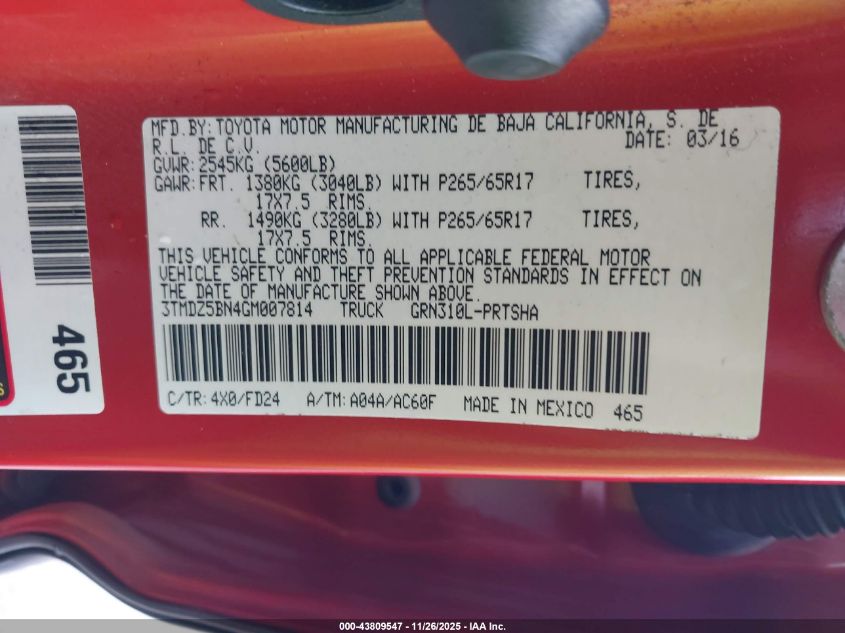 MFD.BY:TOYOTA MOTOR MANUFACTURING DE BAJA CALIFORNIA, S. DE
R.L. DE C.V. DATE: 03/16
GVWR:2545KG (5600LB)
GAWR:FRT. 1380KG (3040LB) WITH P265/65R17 TIRES,
17X7.5 RIMS.
RR. 1490KG (3280LB) WITH P265/65R17 TIRES,
17X7.5 RIMS.
THIS VEHICLE CONFORMS TO ALL APPLICABLE FEDERAL MOTOR
VEHICLE SAFETY AND THEFT PREVENTION STANDARDS IN EFFECT ON
THE DATE OF MANUFACTURE SHOWN ABOVE.
3TMDZ5BN4GM007814 TRUCK GRN310L-PRTSHA
C/TR:4X0/FD24 A/TM:A04A/AC60F MADE IN MEXICO 465
465
000-43809547 - 11/26/2025 - IAA Inc.